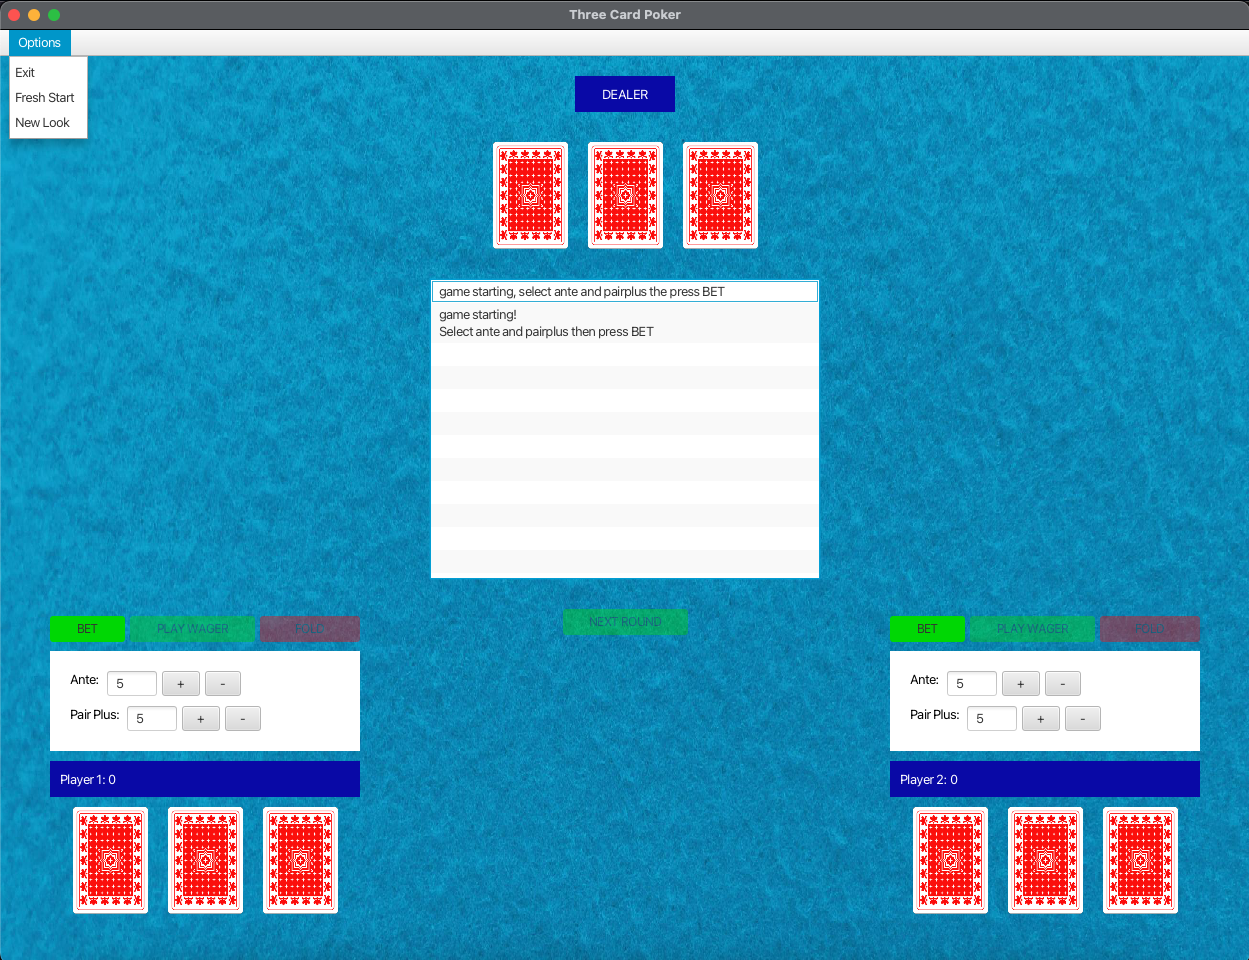 Three Card Poker
Options
Exit
Fresh Start
New Look
DEALER
game starting, select ante and pairplus the press BET
game starting!
Select ante and pairplus then press BET
NEXT ROUND
BET PLAY WAGER FOLD
Ante: 5 + -
Pair Plus: 5 + -
Player 1: 0
BET PLAY WAGER FOLD
Ante: 5 + -
Pair Plus: 5 + -
Player 2: 0